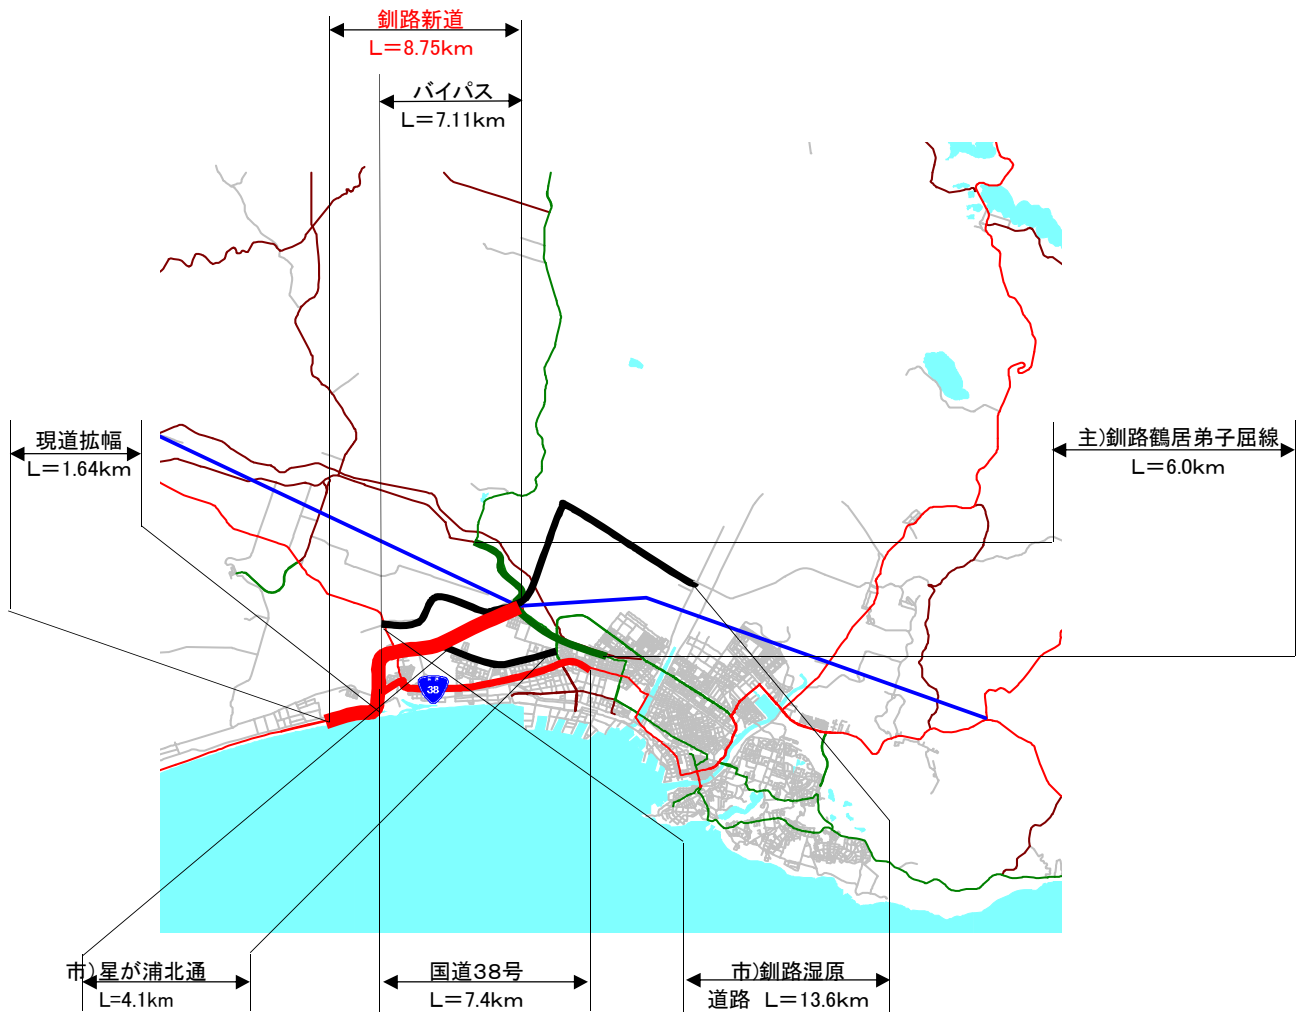 釧路新道
L=8.75km
バイパス
L=7.11km
現道拡幅
L=1.64km
主)釧路鶴居弟子屈線
L=6.0km
38
市)星が浦北通
L=4.1km
国道38号
L=7.4km
市)釧路湿原
道路 L=13.6km